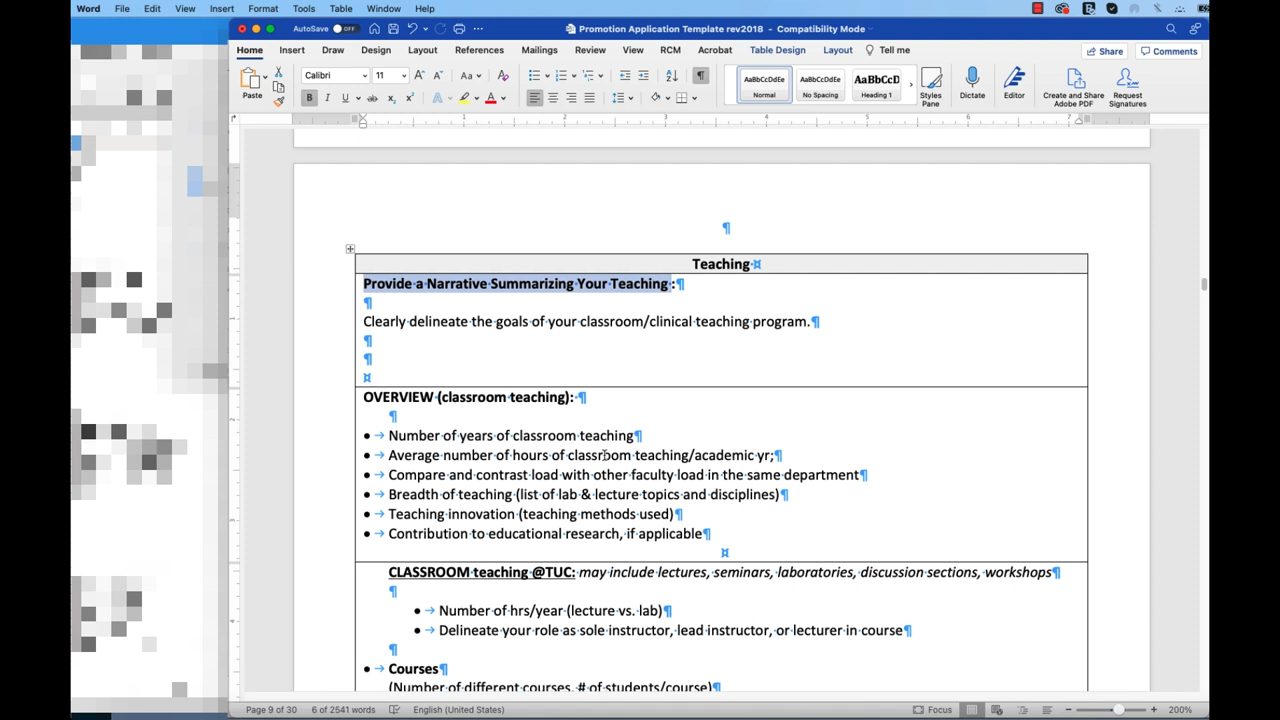 Word File Edit View Insert Format Tools Table Window Help
AutoSave OFF Promotion Application Template rev2018 - Compatibility Mode
Home Insert Draw Design Layout References Mailings Review View RCM Acrobat Table Design Layout Tell me Share Comments
Paste Calibri 11 AaBbCcDdEe Normal AaBbCcDdEe No Spacing AaBbCcD Heading 1 Styles Pane Dictate Editor Create and Share Adobe PDF Request Signatures
1 2 3 4 5 6 7
Teaching
Provide a Narrative Summarizing Your Teaching :
Clearly delineate the goals of your classroom/clinical teaching program.
OVERVIEW (classroom teaching):
• Number of years of classroom teaching
• Average number of hours of classroom teaching/academic yr;
• Compare and contrast load with other faculty load in the same department
• Breadth of teaching (list of lab & lecture topics and disciplines)
• Teaching innovation (teaching methods used)
• Contribution to educational research, if applicable
CLASSROOM teaching @TUC: may include lectures, seminars, laboratories, discussion sections, workshops
• Number of hrs/year (lecture vs. lab)
• Delineate your role as sole instructor, lead instructor, or lecturer in course
• Courses
(Number of different courses, # of students/course)
Page 9 of 30 6 of 2541 words English (United States) Focus 200%